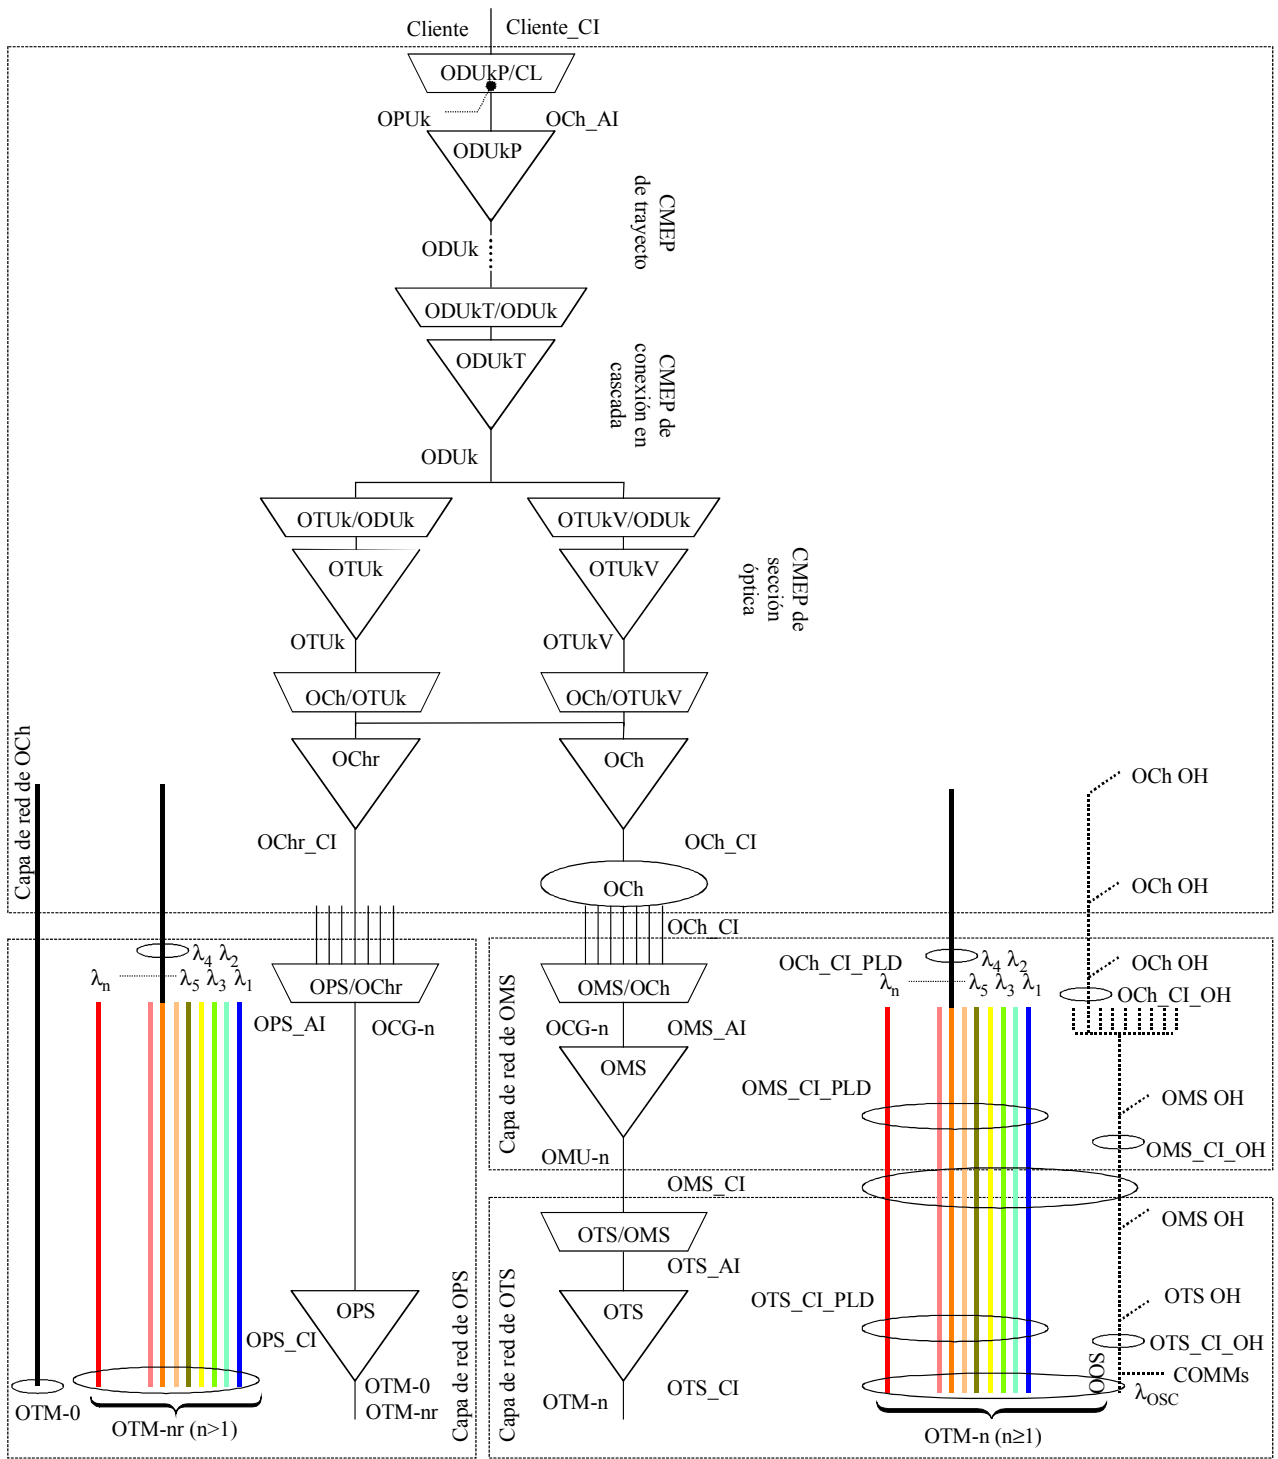 Cliente
Cliente_CI
ODUkP/CL
OPUk
OCh_AI
ODUkP
CMEP
de trayecto
ODUk
ODUkT/ODUk
ODUkT
CMEP de
conexión en
cascada
ODUk
OTUk/ODUk
OTUkV/ODUk
OTUk
OTUkV
CMEP de
sección
óptica
OTUk
OTUkV
OCh/OTUk
OCh/OTUkV
OChr
OCh
Capa de red de OCh
OCh OH
OChr_CI
OCh_CI
OCh
OCh OH
OCh_CI
λ4 λ2
λn λ5 λ3 λ1
OPS/OChr
OPS_AI
OCG-n
Capa de red de OMS
OMS/OCh
OCG-n
OMS_AI
OMS
OCh_CI_PLD
λ4 λ2
λn λ5 λ3 λ1
OCh OH
OCh_CI_OH
OMS_CI_PLD
OMS OH
OMS_CI_OH
OMU-n
OMS_CI
OTS/OMS
OMS OH
OTS_AI
Capa de red de OPS
Capa de red de OTS
OPS
OPS_CI
OTS
OTS_CI_PLD
OTS OH
OTS_CI_OH
OOS
COMMs
λOSC
OTM-0
OTM-nr (n>1)
OTM-0
OTM-nr
OTM-n
OTS_CI
OTM-n (n≥1)